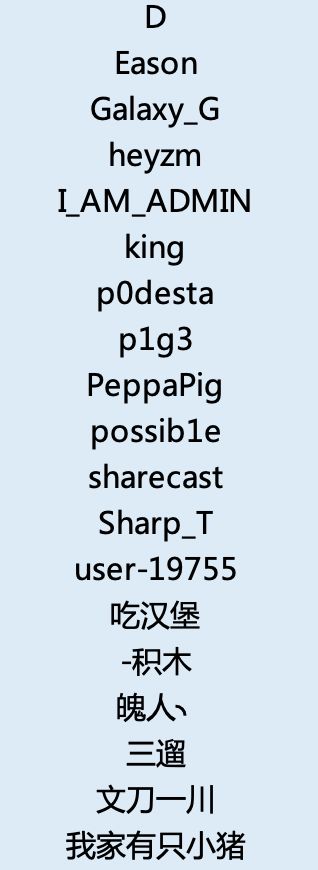 D
Eason
Galaxy_G
heyzm
I_AM_ADMIN
king
p0desta
p1g3
PeppaPig
possib1e
sharecast
Sharp_T
user-19755
吃汉堡
-积木
魄人丶
三遛
文刀一川
我家有只小猪